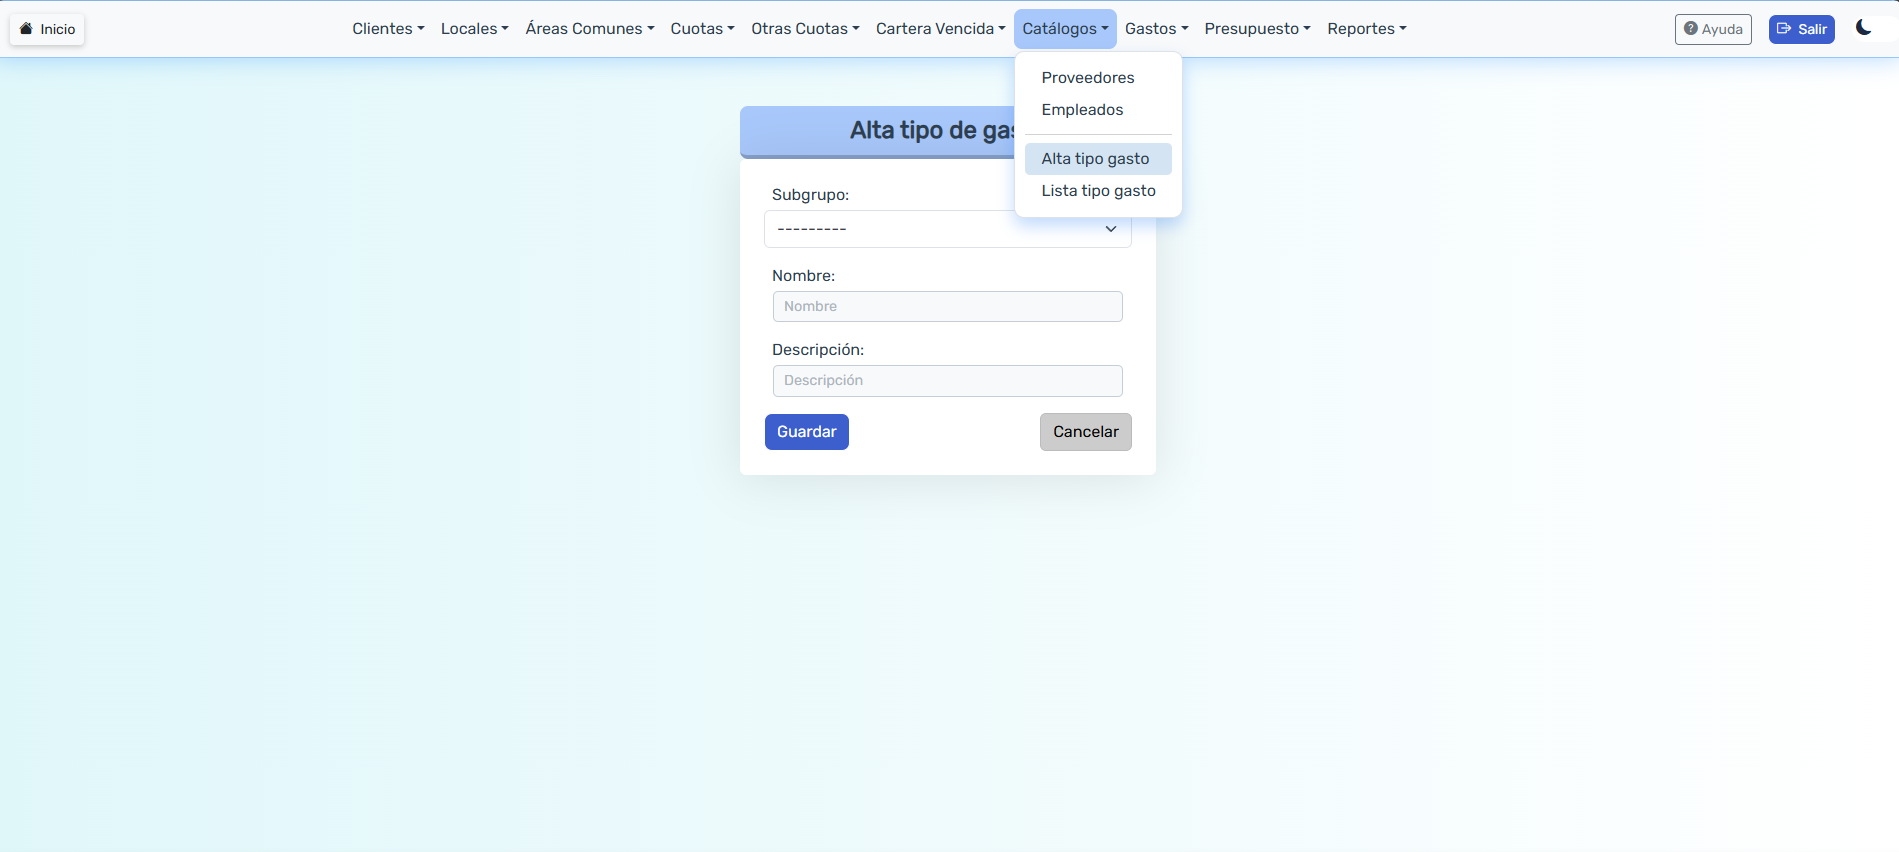 Inicio
Clientes
Locales
Áreas Comunes
Cuotas
Otras Cuotas
Cartera Vencida
Catálogos
Gastos
Presupuesto
Reportes
Ayuda
Salir
Proveedores
Empleados
Alta tipo gasto
Lista tipo gasto
Alta tipo de gas
Subgrupo:
---------
Nombre:
Nombre
Descripción:
Descripción
Guardar
Cancelar